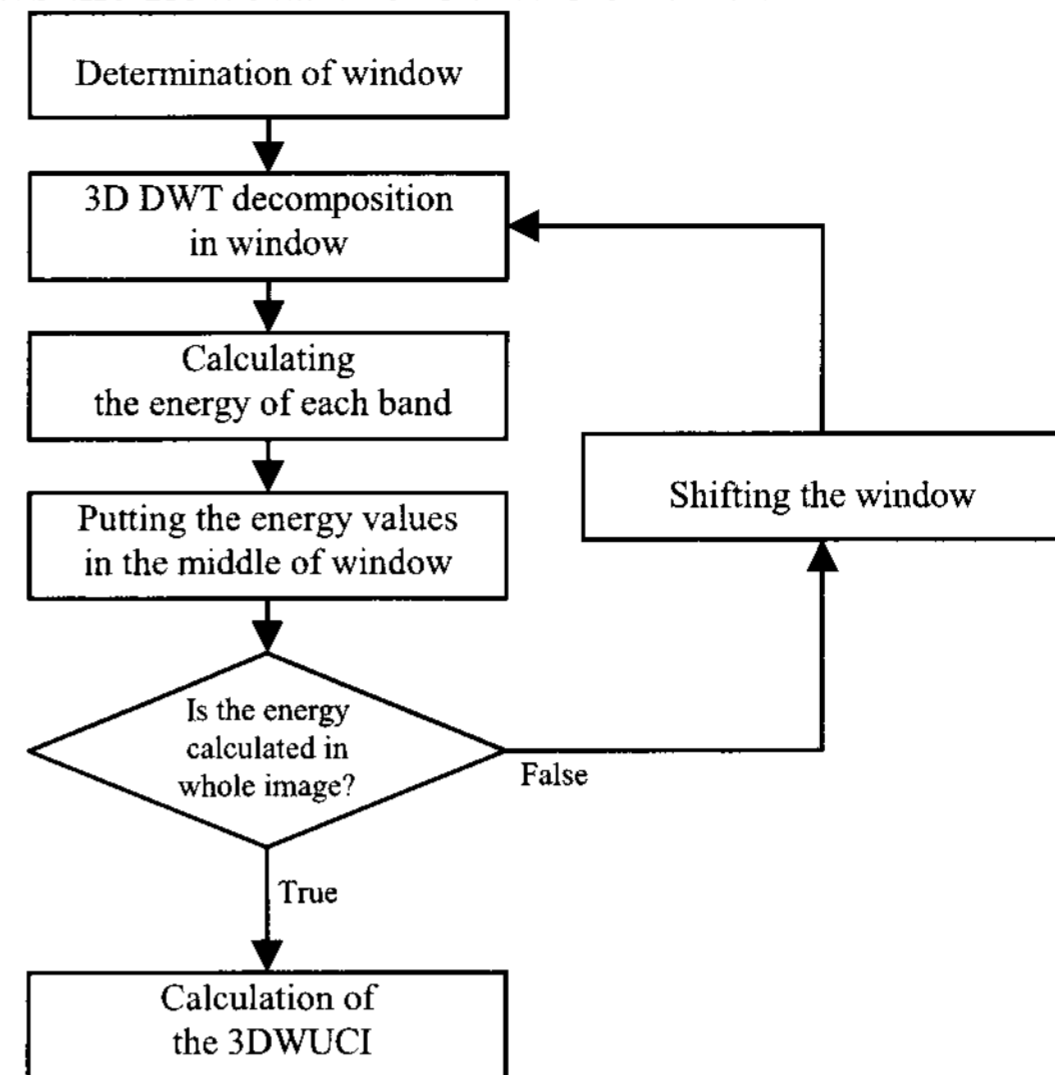 Determination of window
3D DWT decomposition
in window
Calculating
the energy of each band
Putting the energy values
in the middle of window
Shifting the window
Is the energy
calculated in
whole image?
False
True
Calculation of
the 3DWUCI